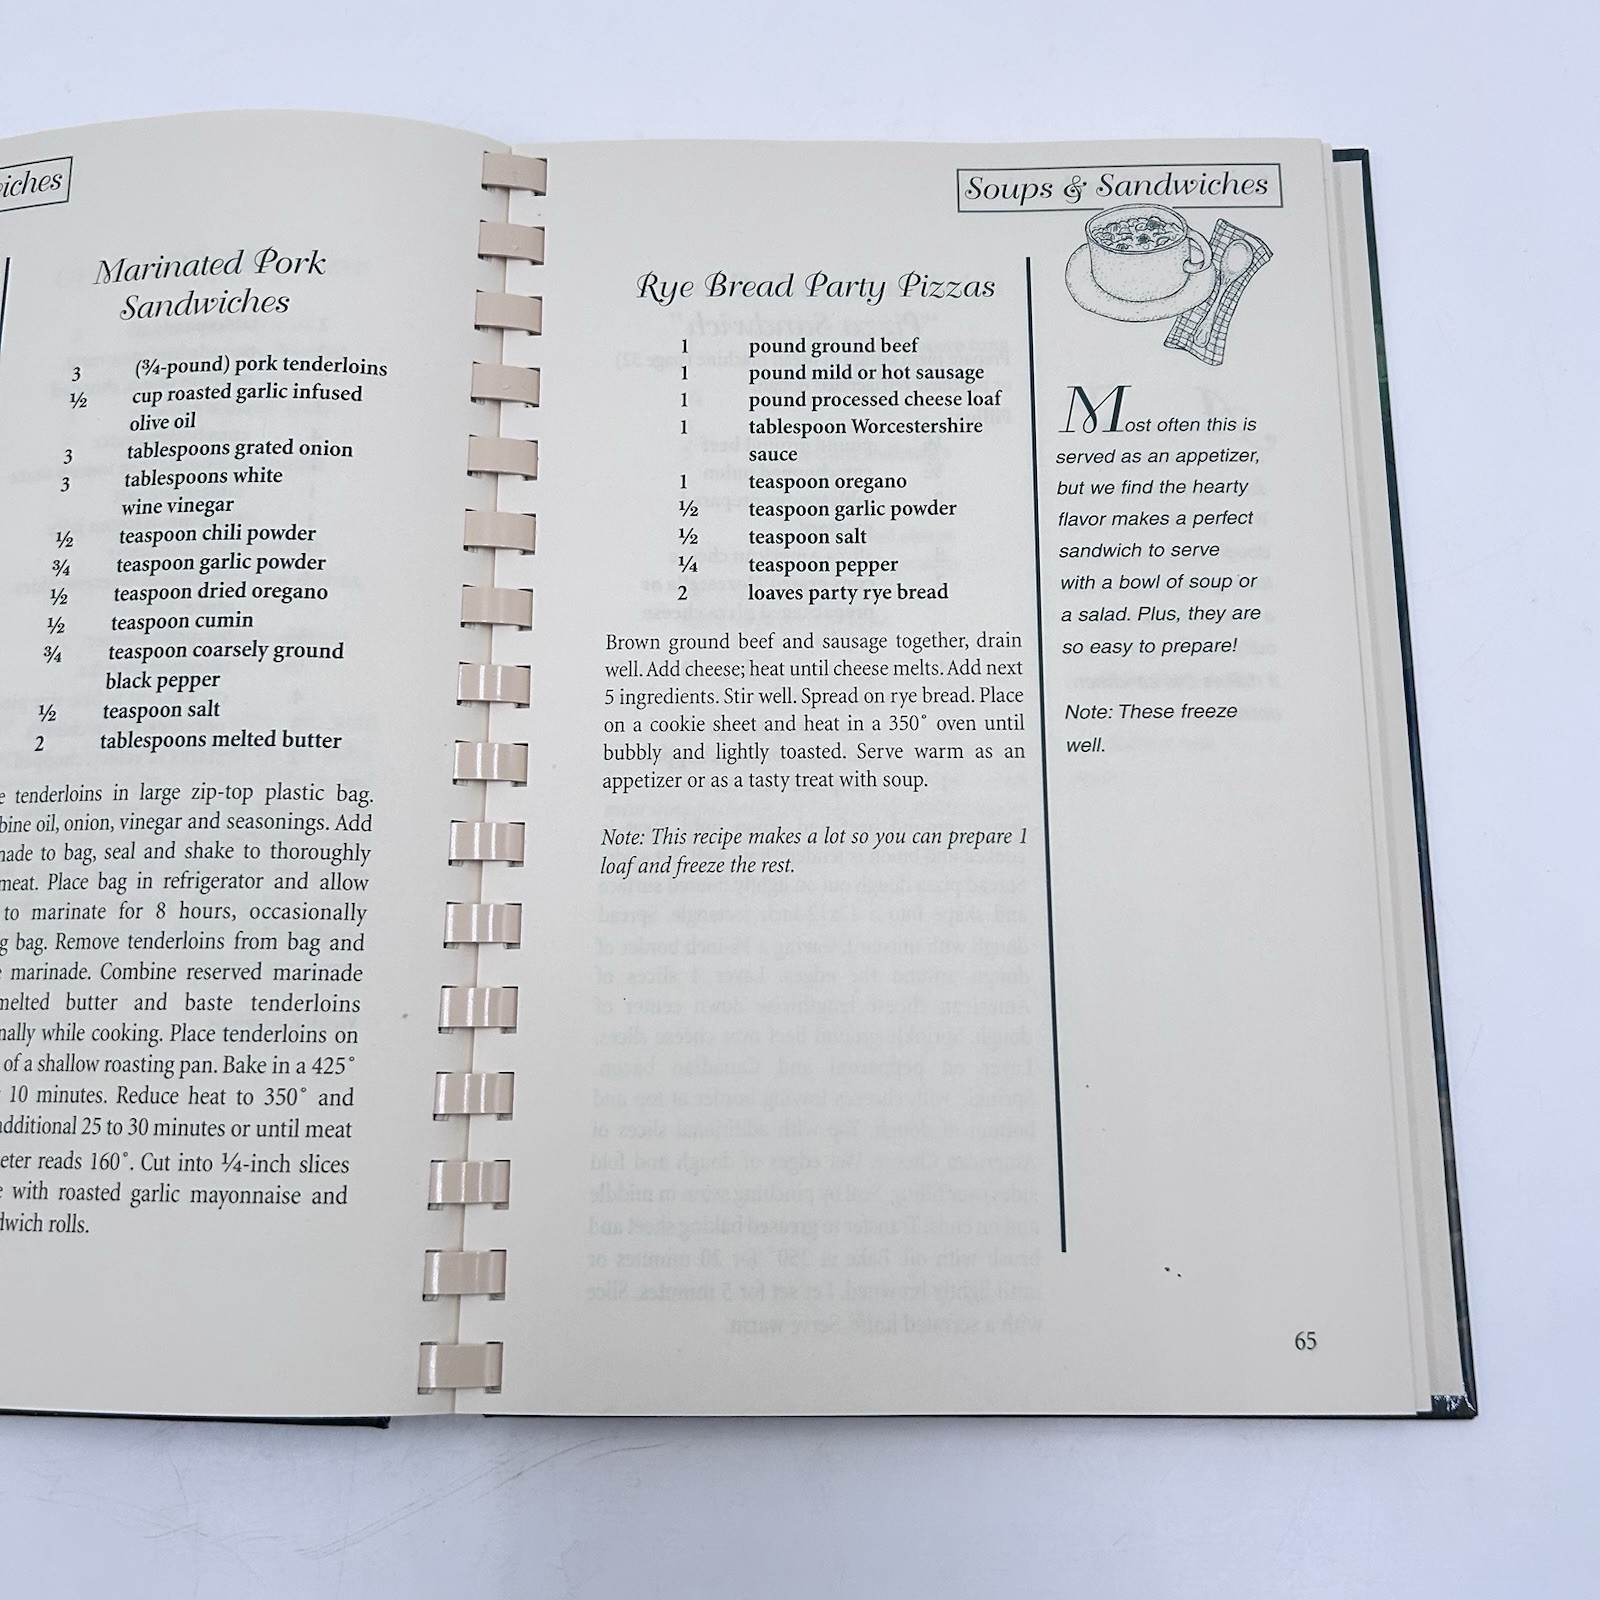 iches
Marinated Pork
Sandwiches
3 (¾-pound) pork tenderloins
½ cup roasted garlic infused
olive oil
3 tablespoons grated onion
3 tablespoons white
wine vinegar
½ teaspoon chili powder
¾ teaspoon garlic powder
½ teaspoon dried oregano
½ teaspoon cumin
¾ teaspoon coarsely ground
black pepper
½ teaspoon salt
2 tablespoons melted butter
e tenderloins in large zip-top plastic bag.
bine oil, onion, vinegar and seasonings. Add
nade to bag, seal and shake to thoroughly
meat. Place bag in refrigerator and allow
to marinate for 8 hours, occasionally
g bag. Remove tenderloins from bag and
e marinade. Combine reserved marinade
melted butter and baste tenderloins
nally while cooking. Place tenderloins on
of a shallow roasting pan. Bake in a 425°
10 minutes. Reduce heat to 350° and
additional 25 to 30 minutes or until meat
eter reads 160°. Cut into ¼-inch slices
e with roasted garlic mayonnaise and
dwich rolls.
Soups & Sandwiches
Rye Bread Party Pizzas
1 pound ground beef
1 pound mild or hot sausage
1 pound processed cheese loaf
1 tablespoon Worcestershire
sauce
1 teaspoon oregano
½ teaspoon garlic powder
½ teaspoon salt
¼ teaspoon pepper
2 loaves party rye bread
Brown ground beef and sausage together, drain
well. Add cheese; heat until cheese melts. Add next
5 ingredients. Stir well. Spread on rye bread. Place
on a cookie sheet and heat in a 350° oven until
bubbly and lightly toasted. Serve warm as an
appetizer or as a tasty treat with soup.
Note: This recipe makes a lot so you can prepare 1
loaf and freeze the rest.
Most often this is
served as an appetizer,
but we find the hearty
flavor makes a perfect
sandwich to serve
with a bowl of soup or
a salad. Plus, they are
so easy to prepare!
Note: These freeze
well.
65